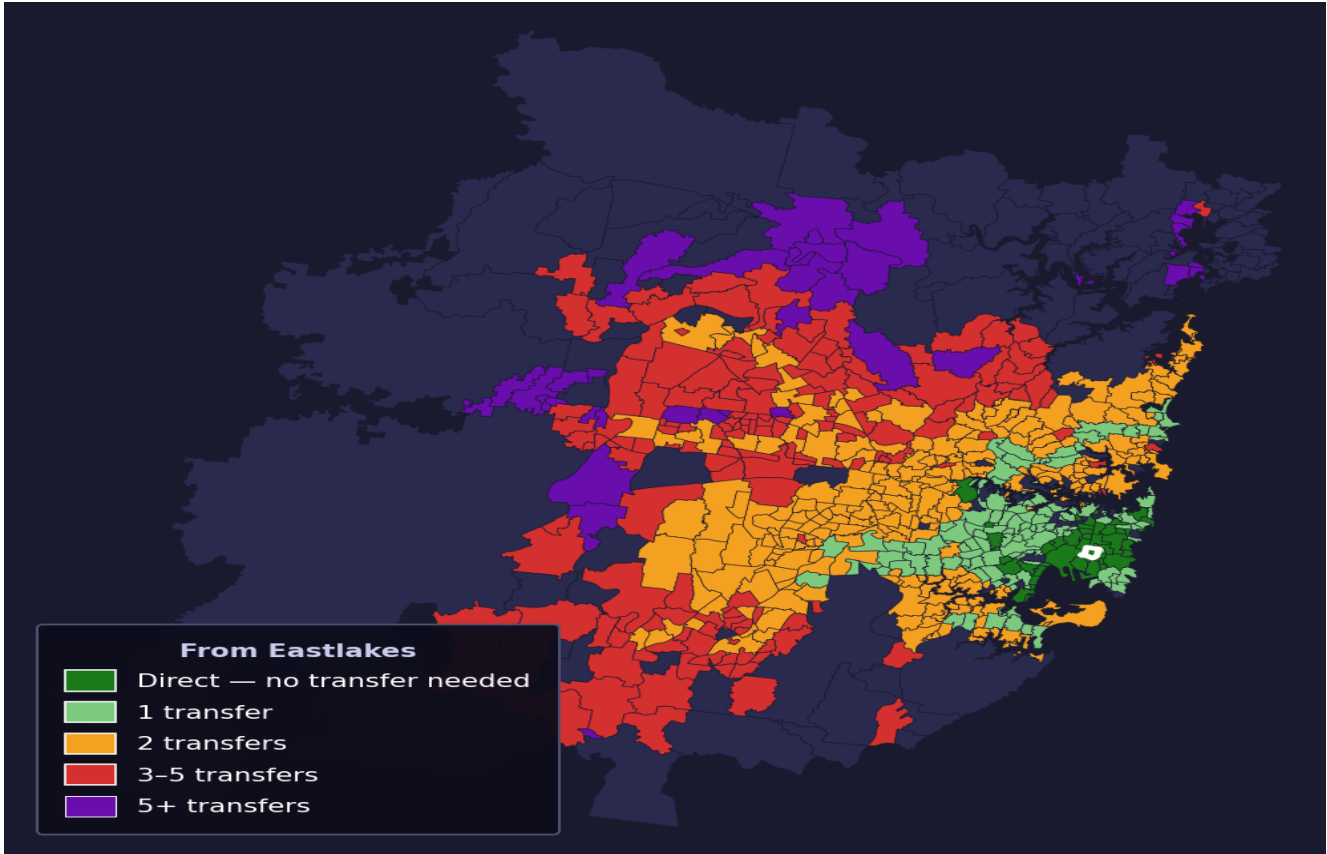 From Eastlakes
Direct — no transfer needed
1 transfer
2 transfers
3–5 transfers
5+ transfers